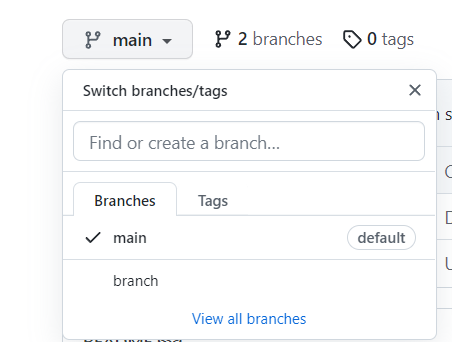 main
2 branches
0 tags
Switch branches/tags
Find or create a branch...
Branches
Tags
main
default
branch
View all branches